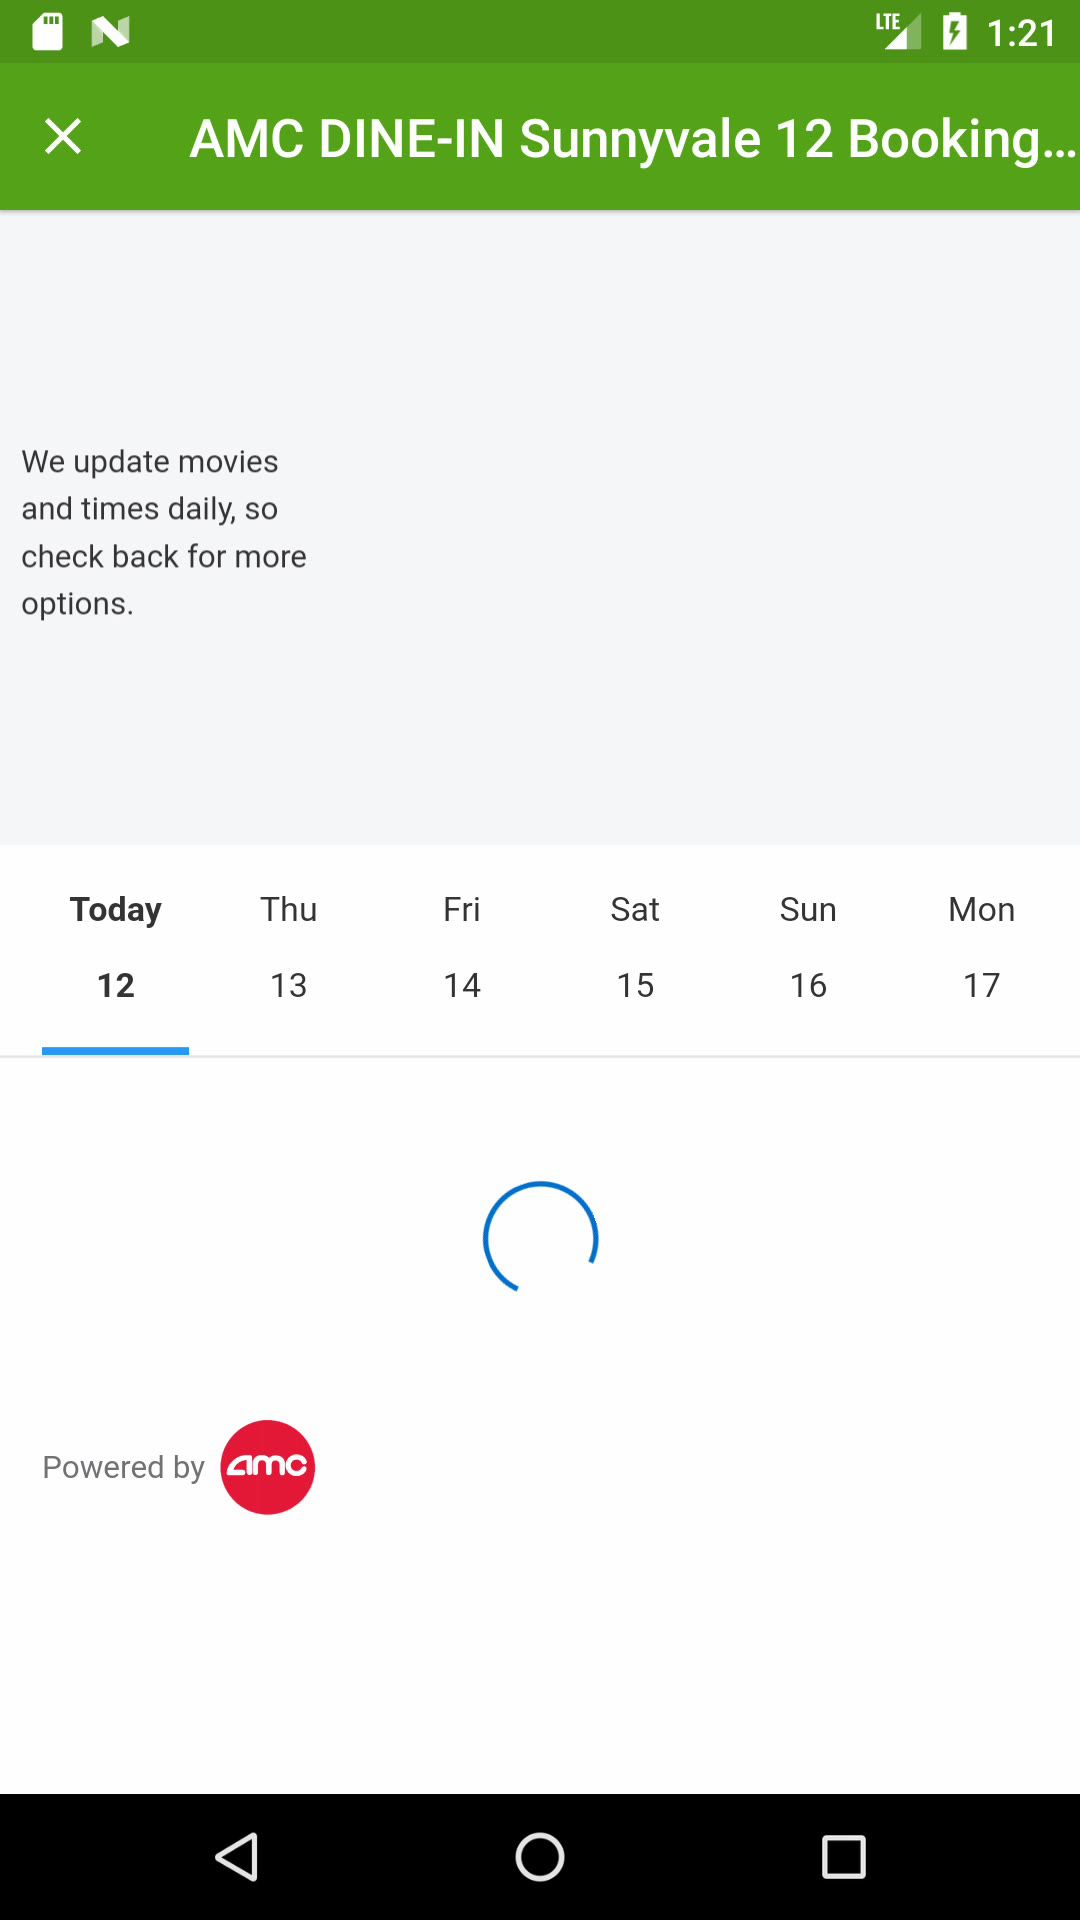 LTE 1:21
AMC DINE-IN Sunnyvale 12 Booking...
We update movies
and times daily, so
check back for more
options.
Today Thu Fri Sat Sun Mon
12 13 14 15 16 17
Powered by amc